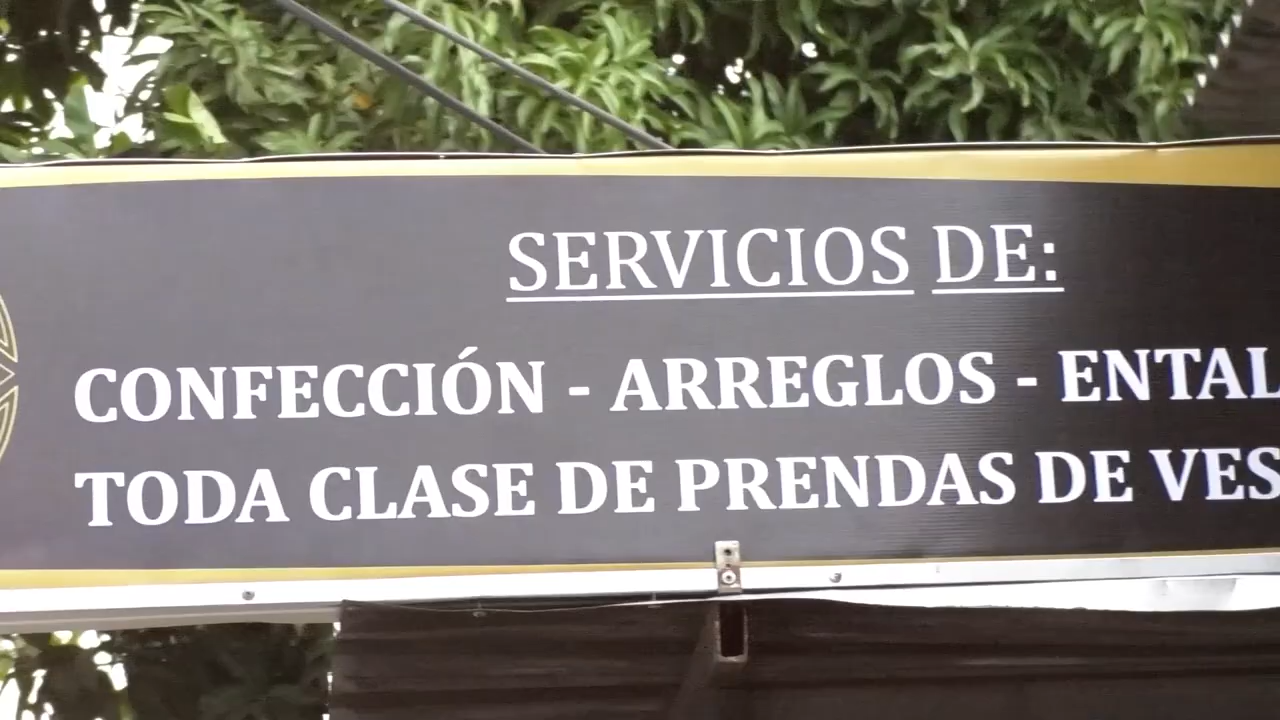 SERVICIOS DE:
CONFECCIÓN - ARREGLOS - ENTAL
TODA CLASE DE PRENDAS DE VES